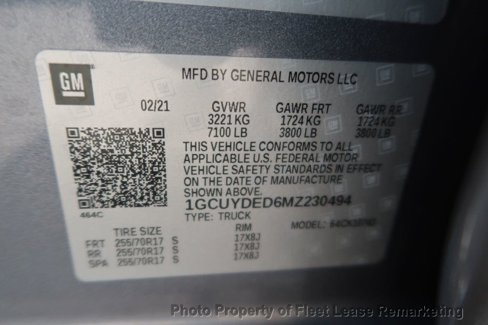 GM
MFD BY GENERAL MOTORS LLC
02/21 GVWR GAWR FRT GAWR RR
3221 KG 1724 KG 1724 KG
7100 LB 3800 LB 3800 LB
THIS VEHICLE CONFORMS TO ALL
APPLICABLE U.S. FEDERAL MOTOR
VEHICLE SAFETY STANDARDS IN EFFECT
ON THE DATE OF MANUFACTURE
SHOWN ABOVE.
464C
1GCUYDED6MZ230494
TYPE: TRUCK MODEL:
TIRE SIZE RIM
FRT 255/70R17 S 17X8J
RR 255/70R17 S 17X8J
SPA 255/70R17 S 17X8J
Photo Property of Fleet Lease Remarketing